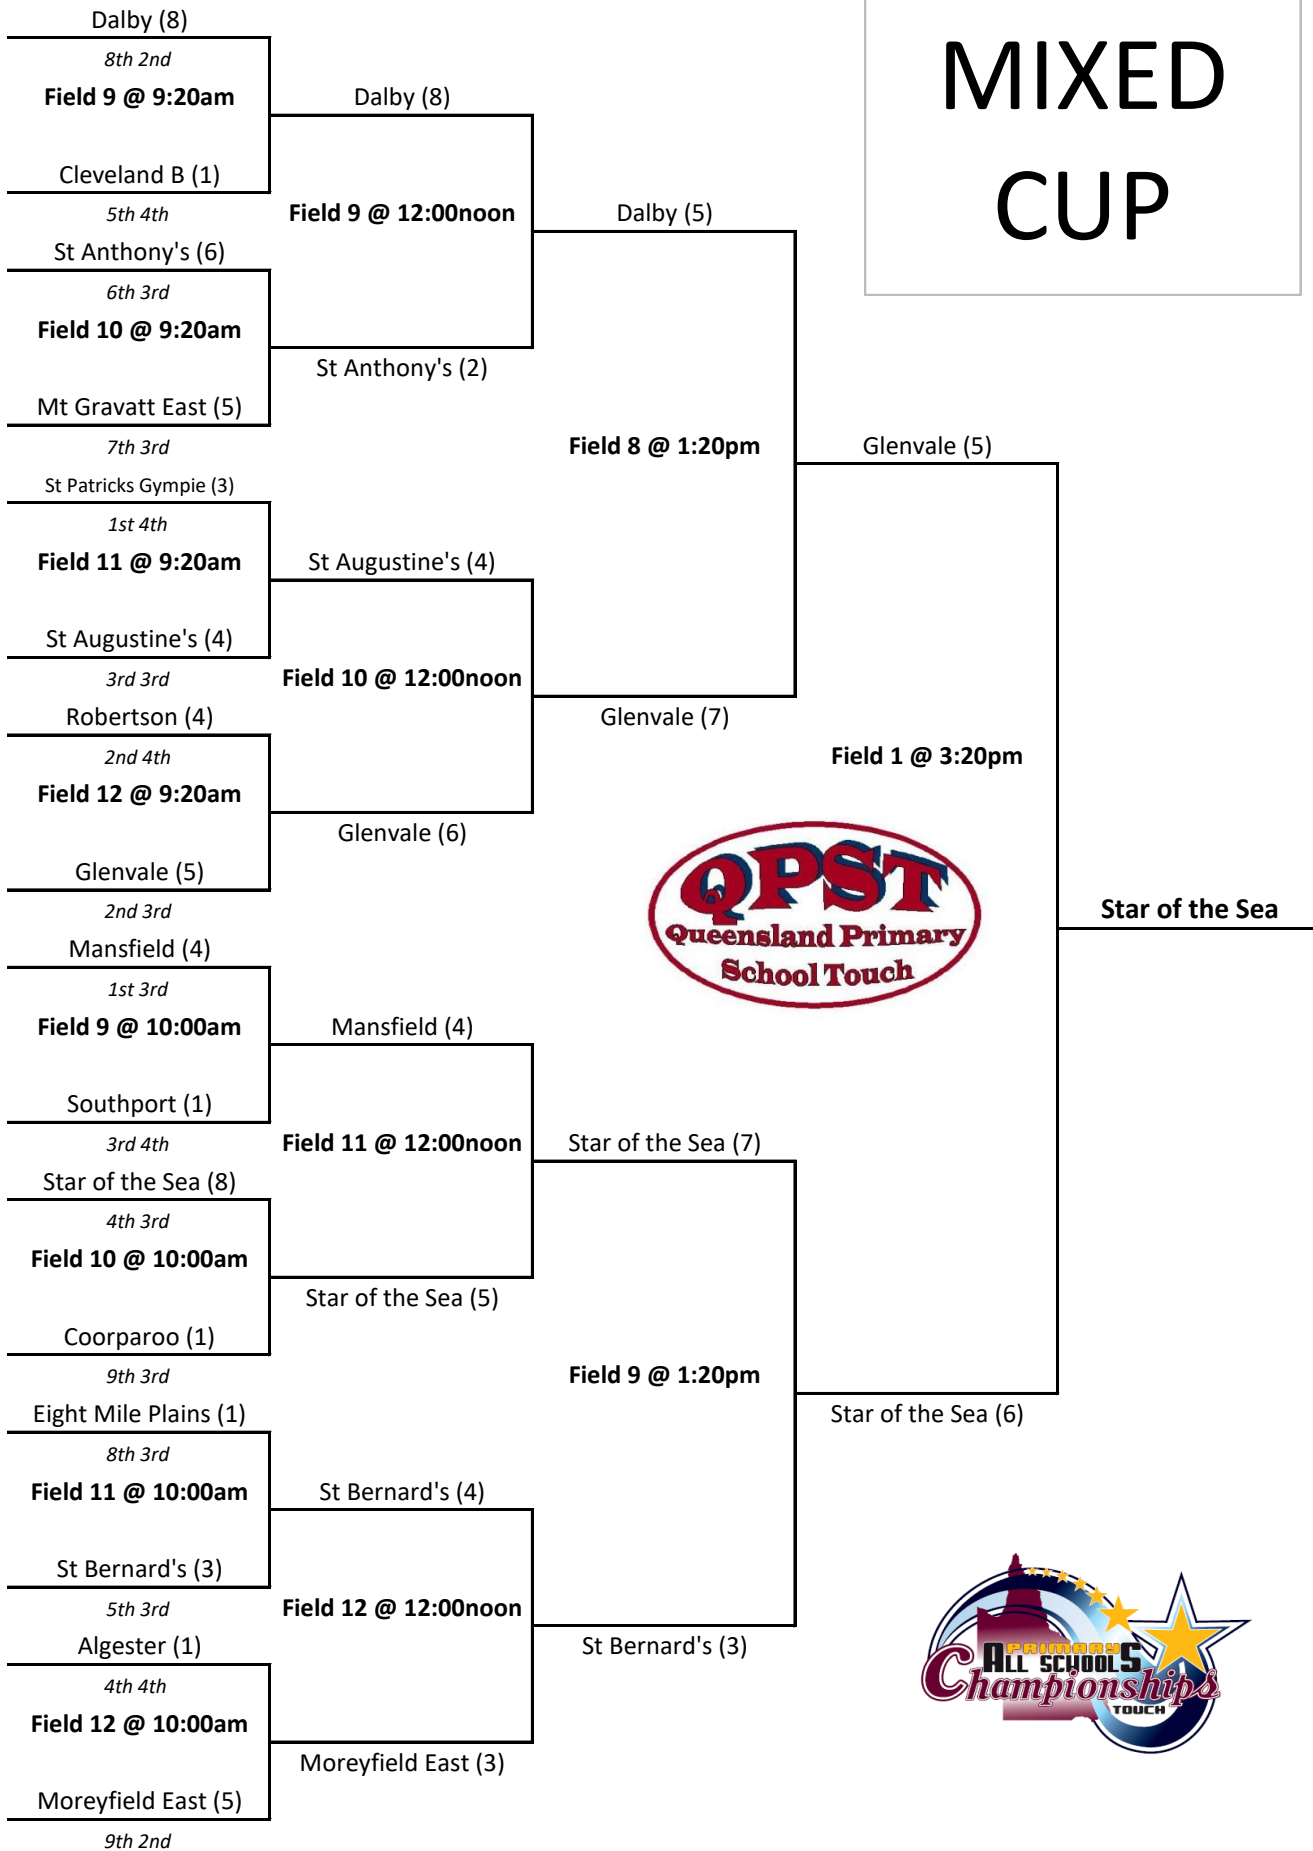 MIXED
CUP
Dalby (8)
8th 2nd
Field 9 @ 9:20am
Cleveland B (1)
5th 4th
St Anthony's (6)
6th 3rd
Field 10 @ 9:20am
Mt Gravatt East (5)
7th 3rd
St Patricks Gympie (3)
1st 4th
Field 11 @ 9:20am
St Augustine's (4)
3rd 3rd
Robertson (4)
2nd 4th
Field 12 @ 9:20am
Glenvale (5)
2nd 3rd
Mansfield (4)
1st 3rd
Field 9 @ 10:00am
Southport (1)
3rd 4th
Star of the Sea (8)
4th 3rd
Field 10 @ 10:00am
Coorparoo (1)
9th 3rd
Eight Mile Plains (1)
8th 3rd
Field 11 @ 10:00am
St Bernard's (3)
5th 3rd
Algester (1)
4th 4th
Field 12 @ 10:00am
Moreyfield East (5)
9th 2nd
Dalby (8)
Field 9 @ 12:00noon
St Anthony's (2)
St Augustine's (4)
Field 10 @ 12:00noon
Glenvale (6)
Mansfield (4)
Field 11 @ 12:00noon
Star of the Sea (5)
St Bernard's (4)
Field 12 @ 12:00noon
Moreyfield East (3)
Dalby (5)
Field 8 @ 1:20pm
Glenvale (7)
Star of the Sea (7)
Field 9 @ 1:20pm
St Bernard's (3)
Glenvale (5)
Field 1 @ 3:20pm
Star of the Sea (6)
Star of the Sea
QPST
Queensland Primary
School Touch
PRIMARY
ALL SCHOOLS
Championships
TOUCH